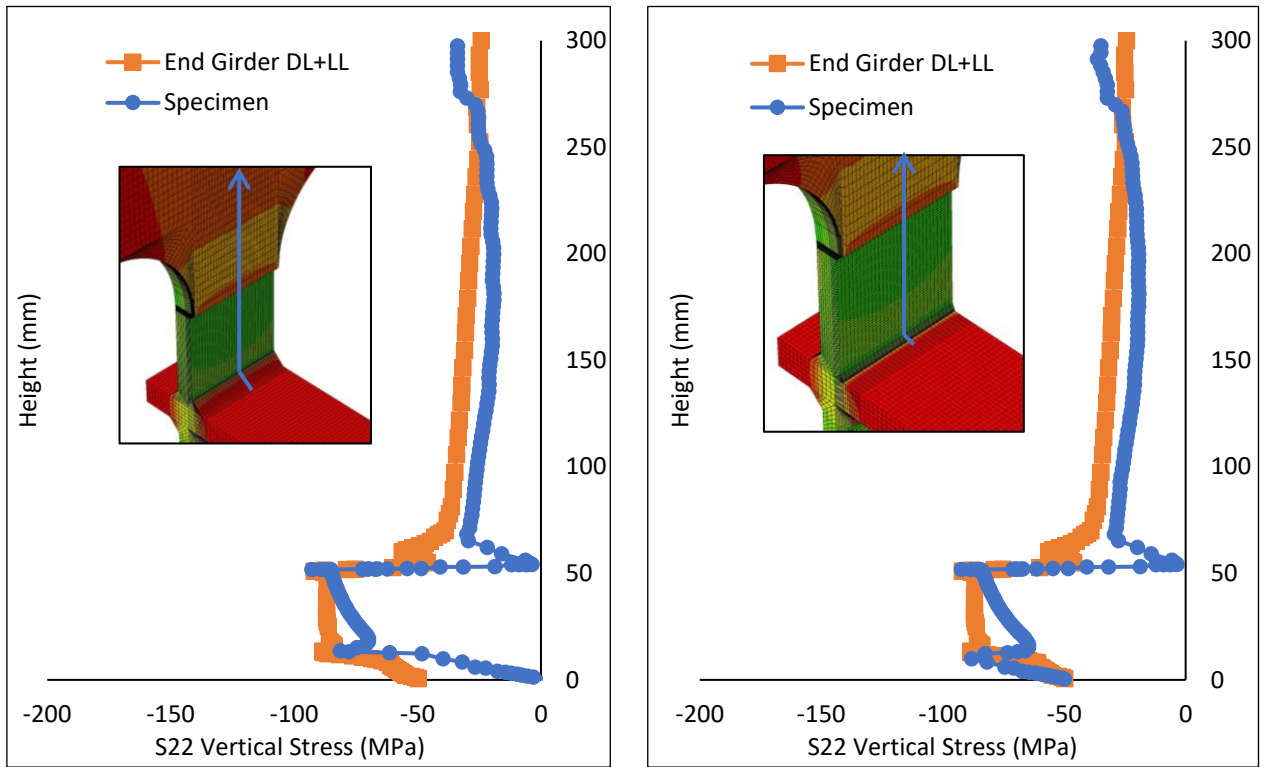 End Girder DL+LL
Specimen
Height (mm)
300
250
200
150
100
50
0
-200 -150 -100 -50 0
S22 Vertical Stress (MPa)
End Girder DL+LL
Specimen
Height (mm)
300
250
200
150
100
50
0
-200 -150 -100 -50 0
S22 Vertical Stress (MPa)